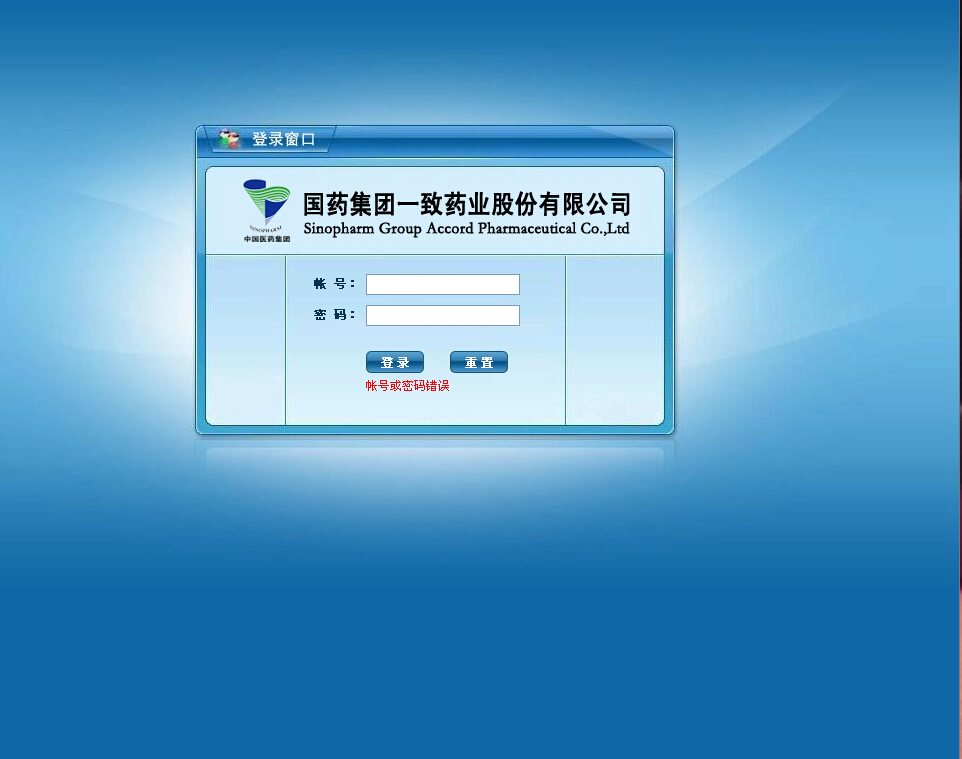 登录窗口
国药集团一致药业股份有限公司
Sinopharm Group Accord Pharmaceutical Co.,Ltd
SINOPHARM
中国医药集团
帐 号：
密 码：
登 录 重 置
帐号或密码错误